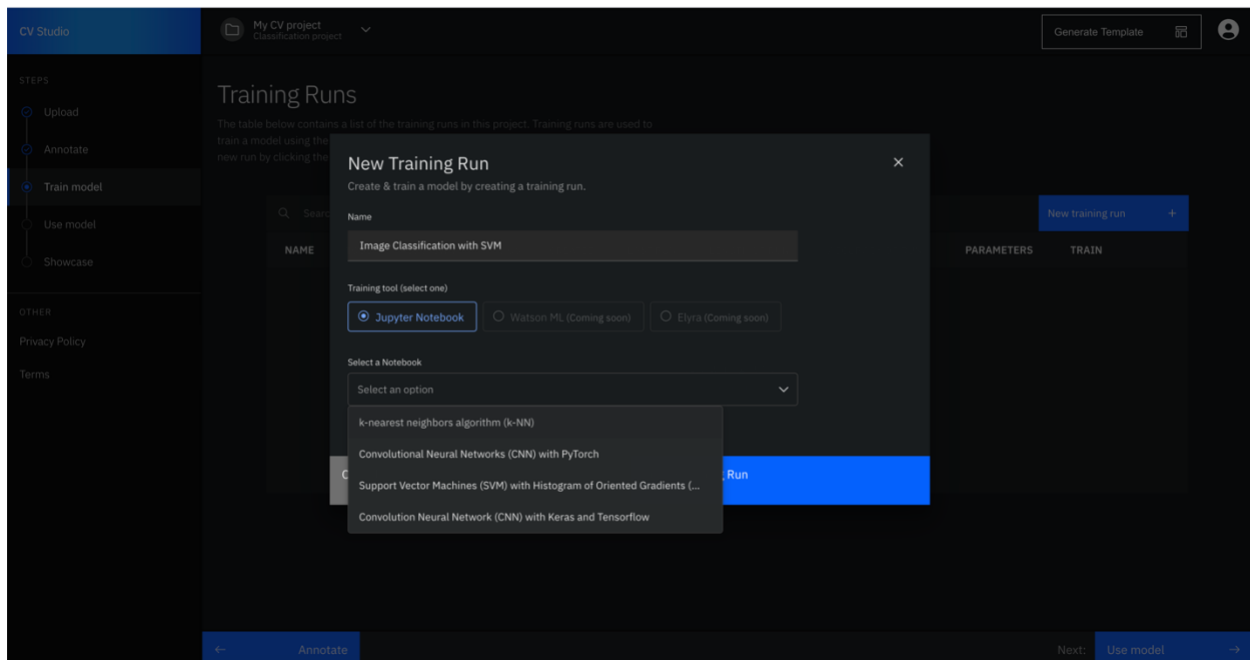 CV Studio
My CV project
Classification project
Generate Template
STEPS
Upload
Annotate
Train model
Use model
Showcase
OTHER
Privacy Policy
Terms
Training Runs
The table below contains a list of the training runs in this project. Training runs are used to
train a model using the
new run by clicking the
New training run +
NAME
PARAMETERS
TRAIN
New Training Run
Create & train a model by creating a training run.
Name
Image Classification with SVM
Training tool (select one)
Jupyter Notebook
Watson ML (Coming soon)
Elyra (Coming soon)
Select a Notebook
Select an option
k-nearest neighbors algorithm (k-NN)
Convolutional Neural Networks (CNN) with PyTorch
Support Vector Machines (SVM) with Histogram of Oriented Gradients (...
Convolution Neural Network (CNN) with Keras and Tensorflow
Run
← Annotate
Next: Use model →